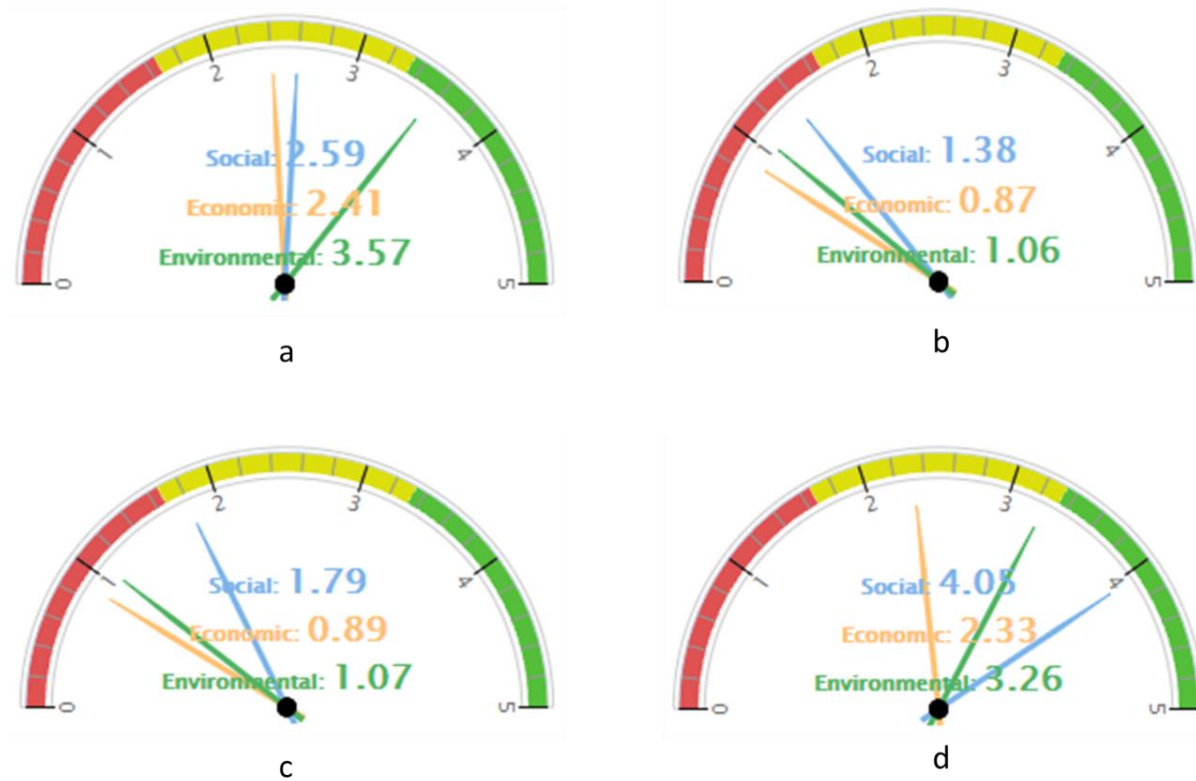 0 1 2 3 4 5
Social: 2.59
Economic: 2.41
Environmental: 3.57
a
0 1 2 3 4 5
Social: 1.38
Economic: 0.87
Environmental: 1.06
b
0 1 2 3 4 5
Social: 1.79
Economic: 0.89
Environmental: 1.07
c
0 1 2 3 4 5
Social: 4.05
Economic: 2.33
Environmental: 3.26
d